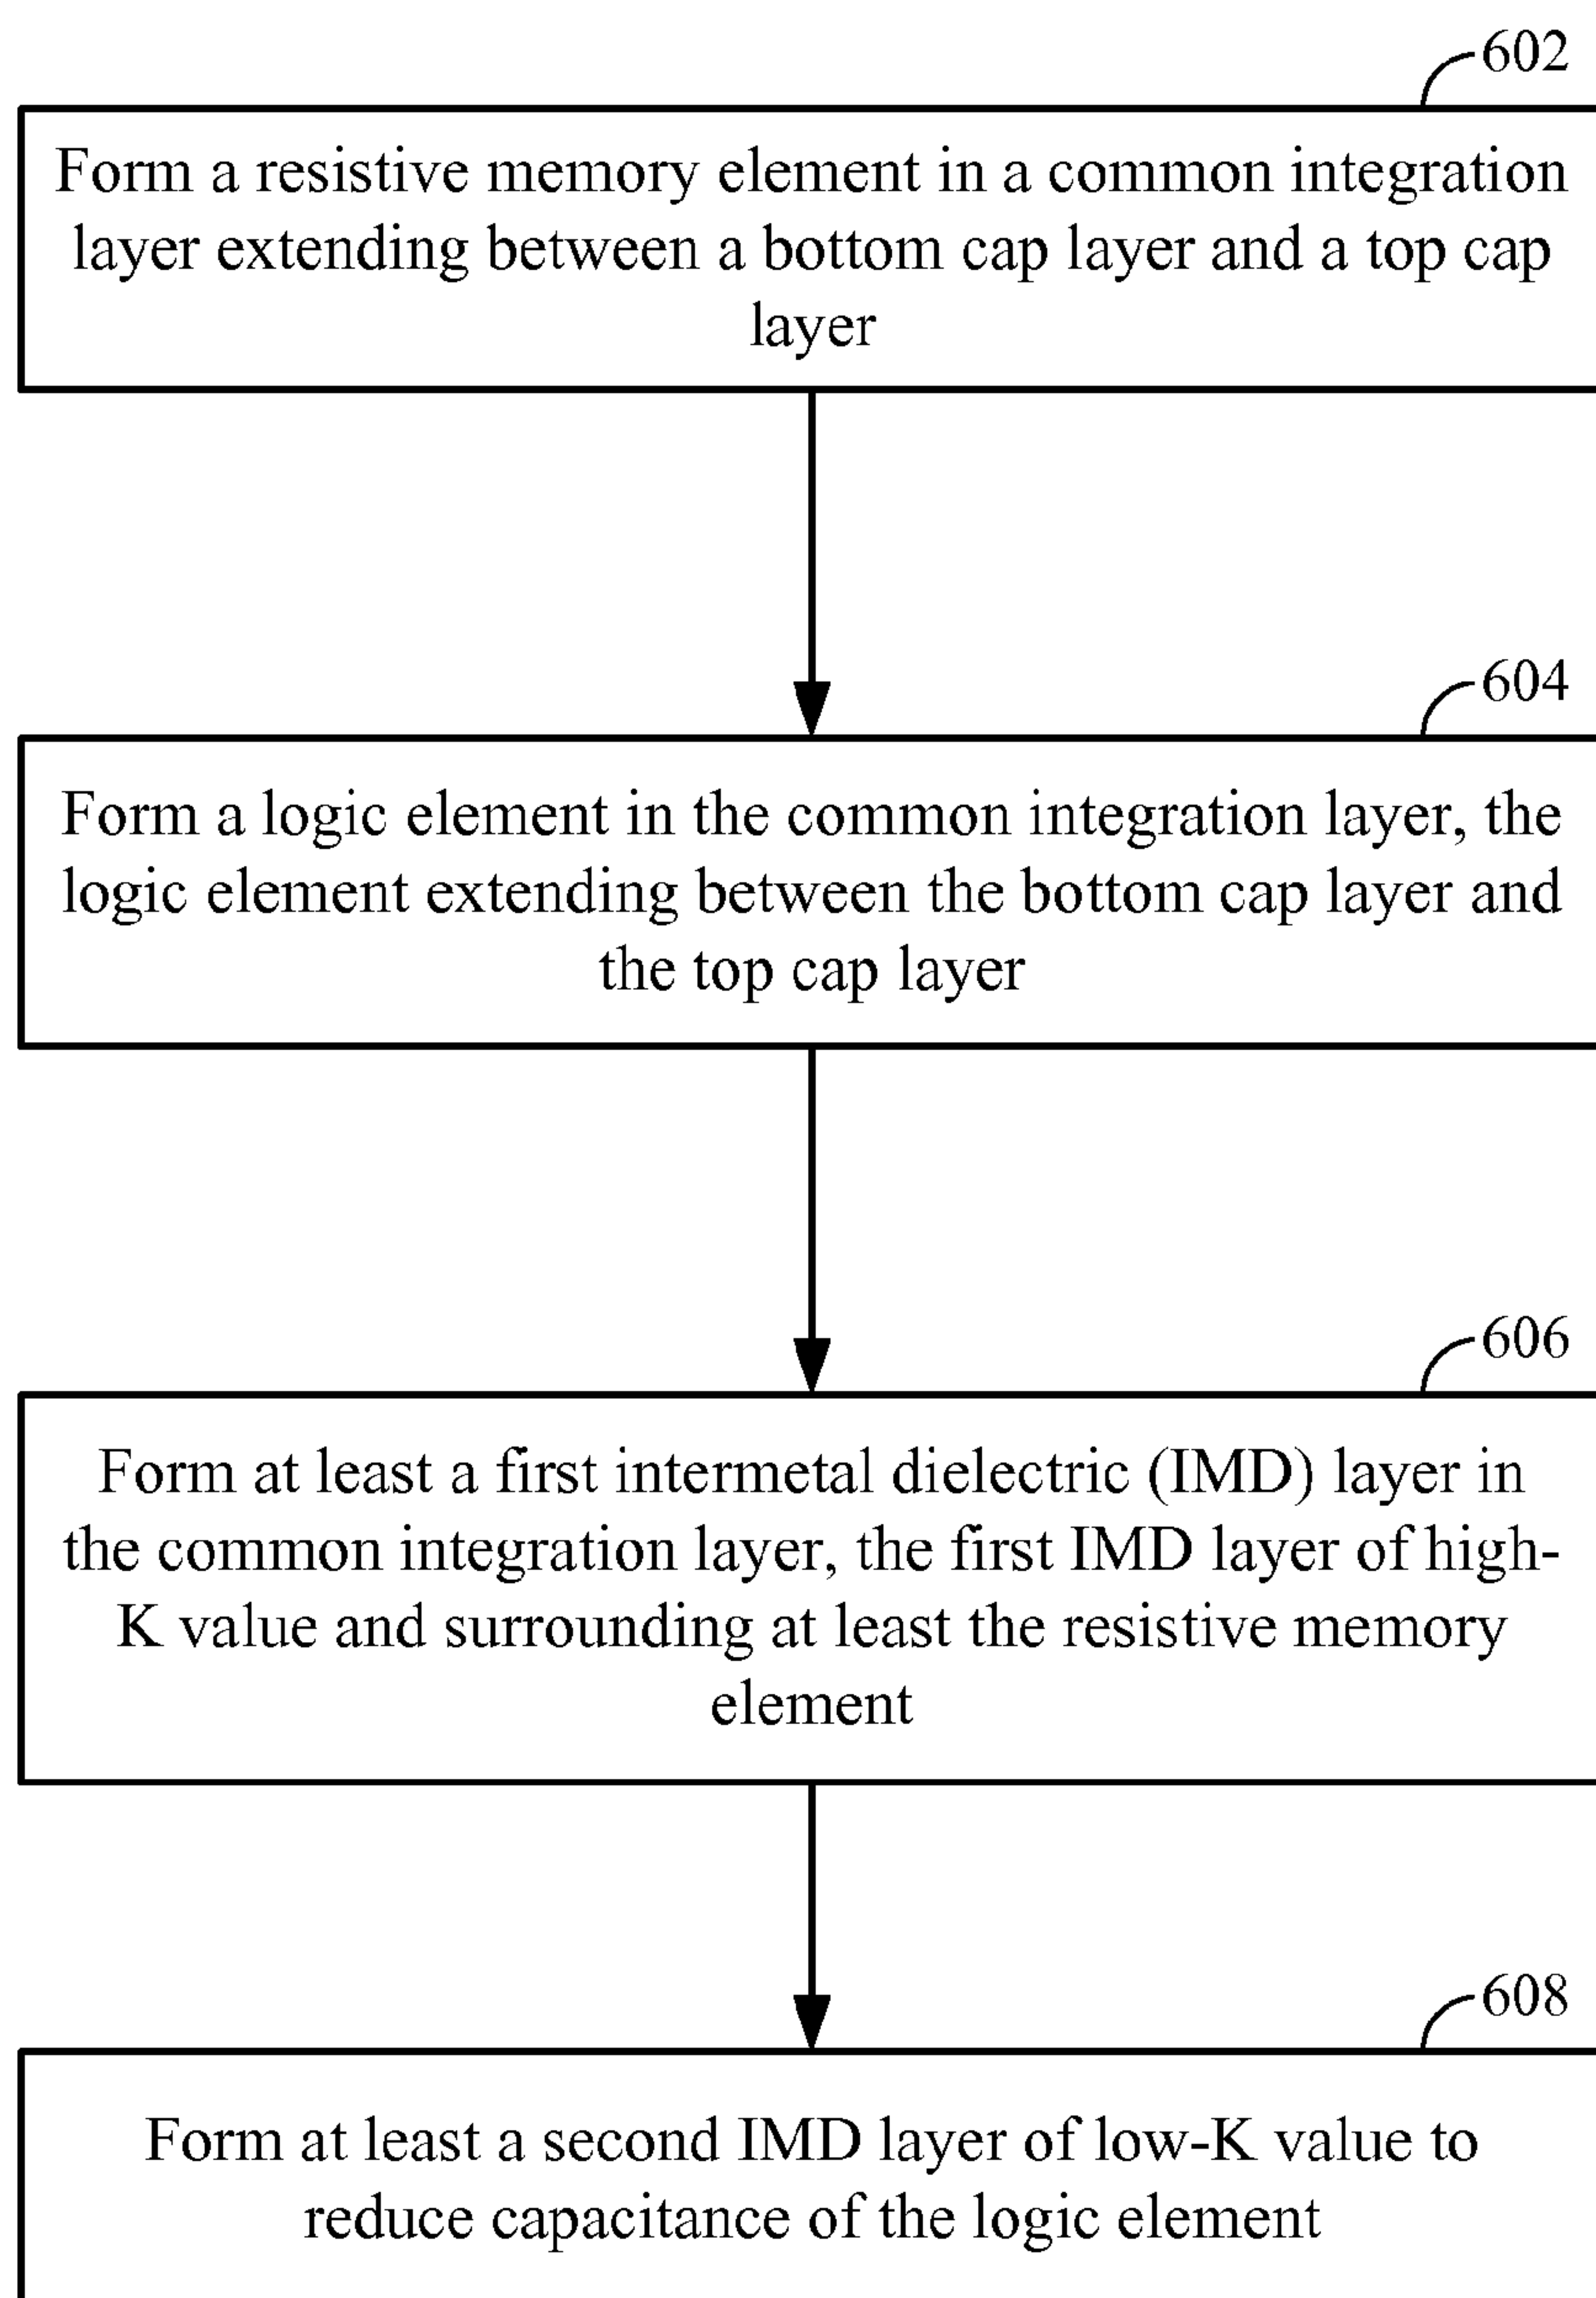 602
Form a resistive memory element in a common integration
layer extending between a bottom cap layer and a top cap
layer
604
Form a logic element in the common integration layer, the
logic element extending between the bottom cap layer and
the top cap layer
606
Form at least a first intermetal dielectric (IMD) layer in
the common integration layer, the first IMD layer of high-
K value and surrounding at least the resistive memory
element
608
Form at least a second IMD layer of low-K value to
reduce capacitance of the logic element